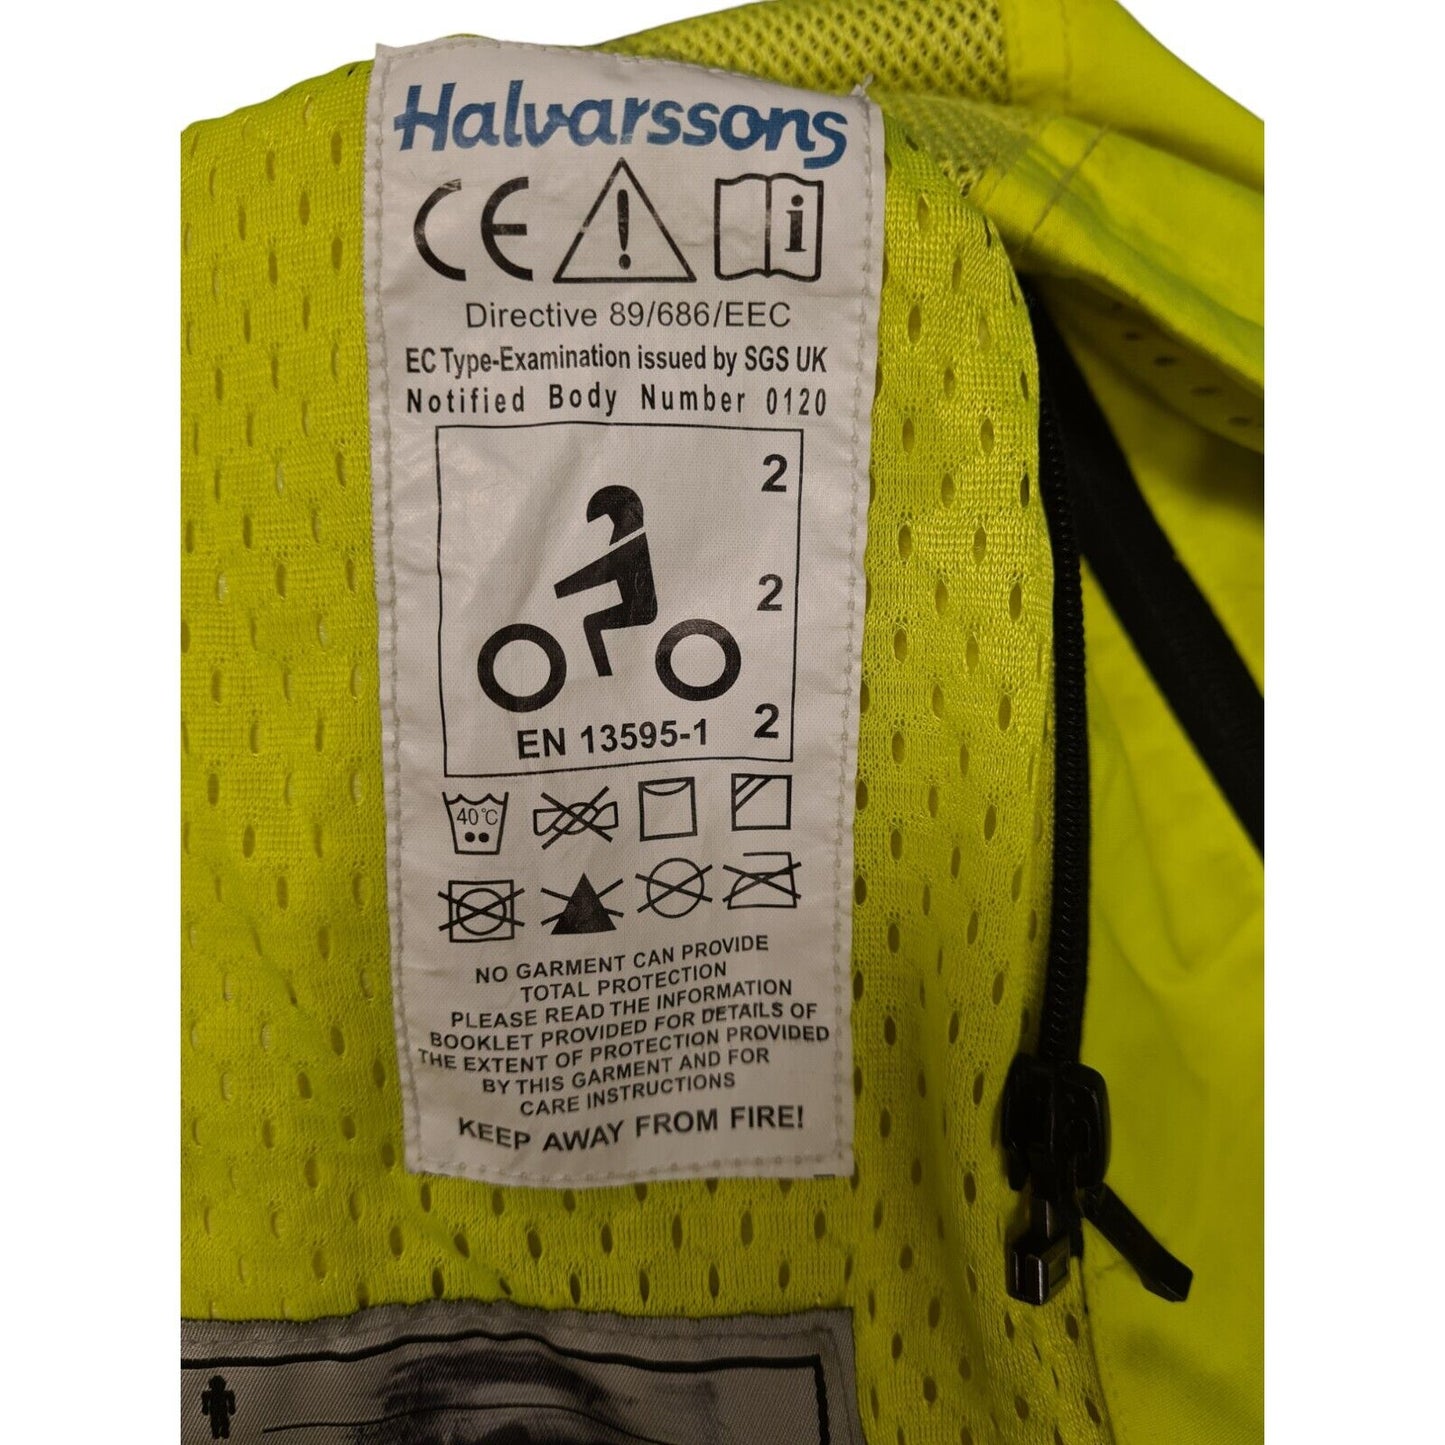 Halvarssons
CE ! i
Directive 89/686/EEC
EC Type-Examination issued by SGS UK
Notified Body Number 0120
2
2
2
EN 13595-1
40°C
NO GARMENT CAN PROVIDE
TOTAL PROTECTION
PLEASE READ THE INFORMATION
BOOKLET PROVIDED FOR DETAILS OF
THE EXTENT OF PROTECTION PROVIDED
BY THIS GARMENT AND FOR
CARE INSTRUCTIONS
KEEP AWAY FROM FIRE!